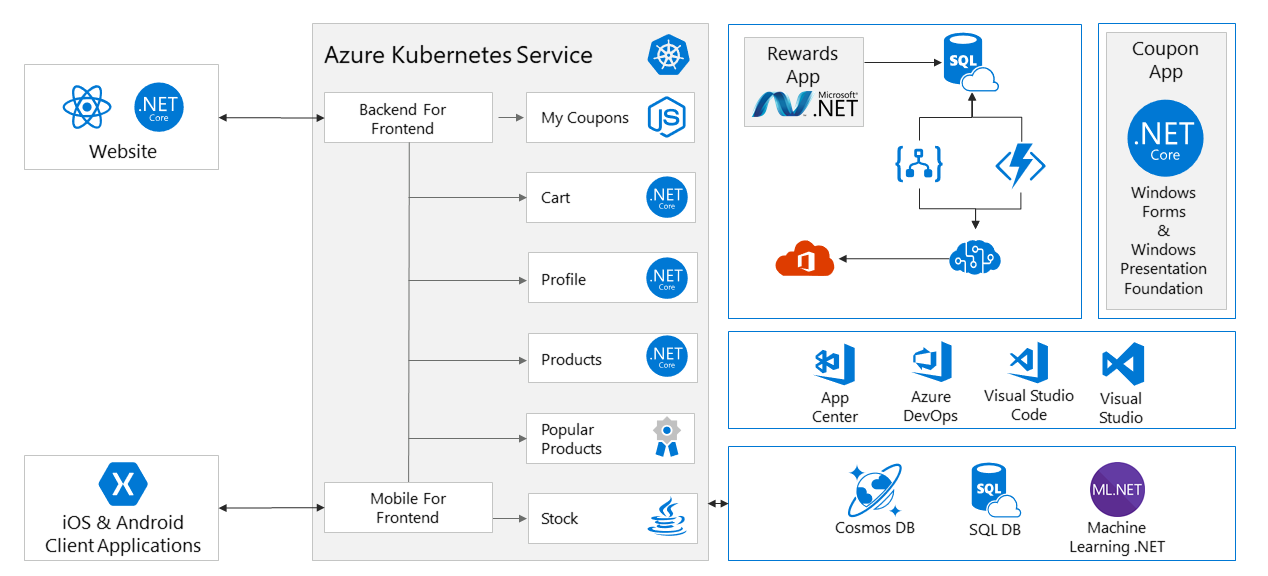 Azure Kubernetes Service
.NET
Core
Website
Backend For
Frontend
My Coupons
JS
Cart
.NET
Core
Profile
.NET
Core
Products
.NET
Core
Popular
Products
Mobile For
Frontend
Stock
iOS & Android
Client Applications
Rewards
App
Microsoft®
.NET
SQL
Coupon
App
.NET
Core
Windows
Forms
&
Windows
Presentation
Foundation
App
Center
Azure
DevOps
Visual Studio
Code
Visual
Studio
Cosmos DB
SQL
SQL DB
ML.NET
Machine
Learning .NET